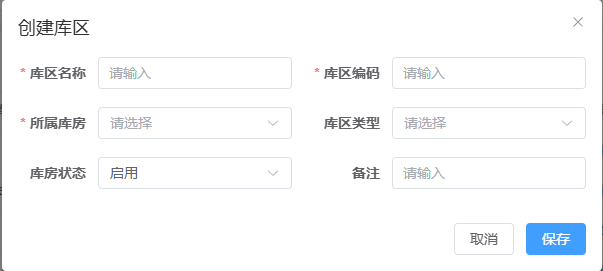 创建库区
* 库区名称 请输入 * 库区编码 请输入
* 所属库房 请选择 库区类型 请选择
库房状态 启用 备注 请输入
取消 保存